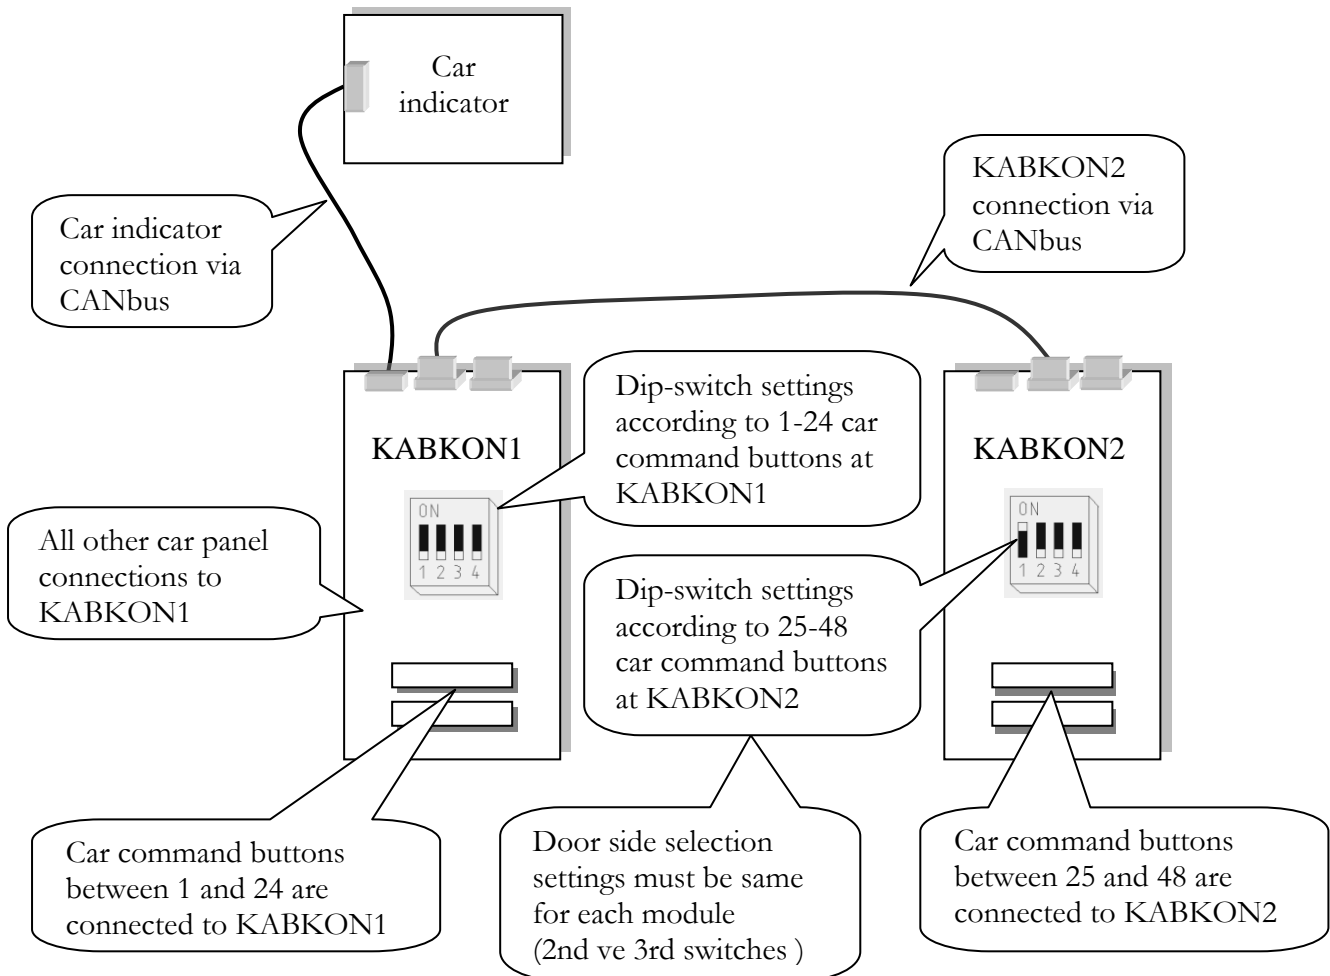 Car
indicator
KABKON2
connection via
CANbus
Car indicator
connection via
CANbus
Dip-switch settings
according to 1-24 car
command buttons at
KABKON1
KABKON1
KABKON2
ON
1 2 3 4
ON
1 2 3 4
All other car panel
connections to
KABKON1
Dip-switch settings
according to 25-48
car command buttons
at KABKON2
Car command buttons
between 1 and 24 are
connected to KABKON1
Door side selection
settings must be same
for each module
(2nd ve 3rd switches )
Car command buttons
between 25 and 48 are
connected to KABKON2